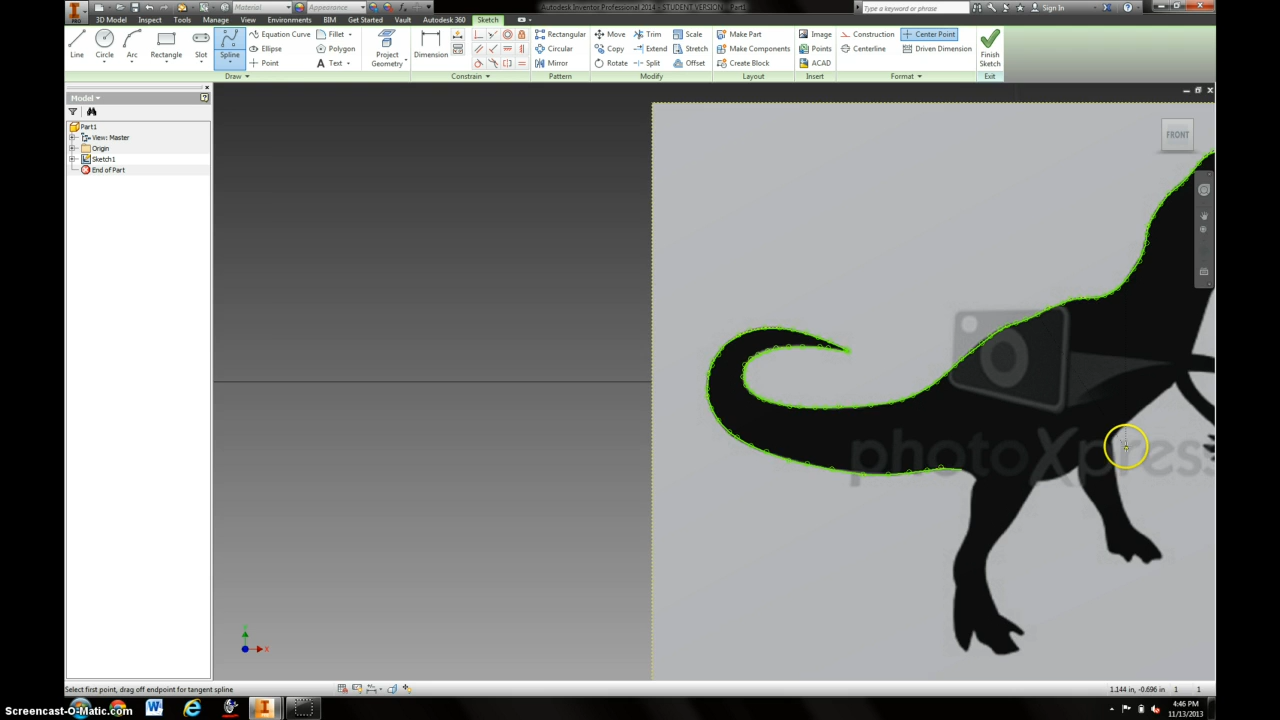 Autodesk Inventor Professional 2014 - STUDENT VERSION - Part1
Material
Appearance
Type a keyword or phrase
Sign In
PRO
3D Model Inspect Tools Manage View Environments BIM Get Started Vault Autodesk 360 Sketch
Line Circle Arc Rectangle Slot Spline
Equation Curve Fillet
Ellipse Polygon
Point Text
Project Geometry
Dimension
Rectangular
Circular
Mirror
Move Trim Scale
Copy Extend Stretch
Rotate Split Offset
Make Part
Make Components
Create Block
Image
Points
ACAD
Construction Center Point
Centerline Driven Dimension
Finish Sketch
Draw Constrain Pattern Modify Layout Insert Format Exit
Model
Part1
View: Master
Origin
Sketch1
End of Part
FRONT
photoXpress
X
Select first point, drag off endpoint for tangent spline
1.144 in, -0.696 in 1 1
4:46 PM
11/13/2013
Screencast-O-Matic.com